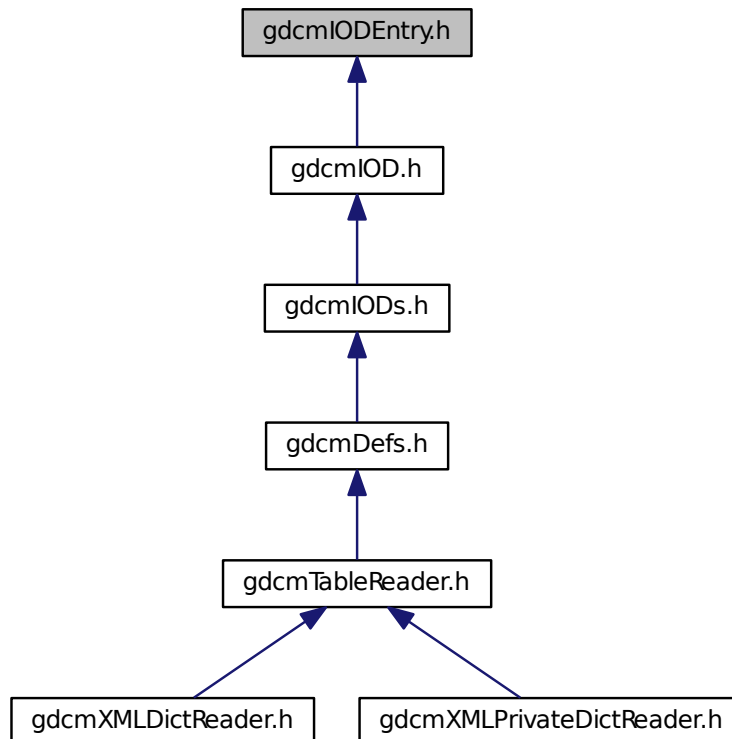 gdcmIODEntry.h
gdcmIOD.h
gdcmIODs.h
gdcmDefs.h
gdcmTableReader.h
gdcmXMLDictReader.h
gdcmXMLPrivateDictReader.h